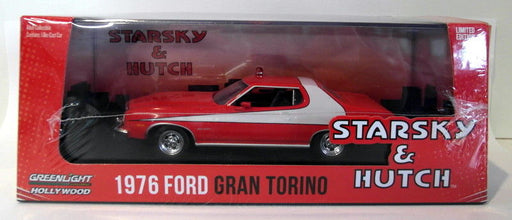 STARSKY
&
HUTCH
LIMITED
EDITION
STARSKY
&
HUTCH
GREENLIGHT
HOLLYWOOD
1976 FORD GRAN TORINO